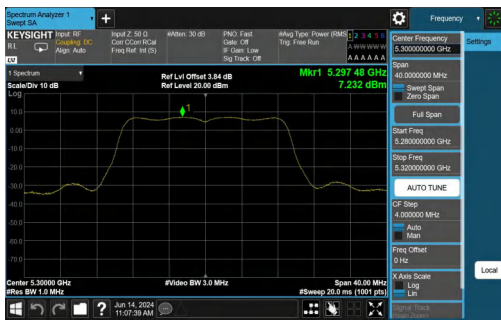 Spectrum Analyzer 1
Swept SA
Frequency
KEYSIGHT
Input: RF
Coupling: DC
Align: Auto
Input Z: 50 Ω
Corr CCorr RCal
Freq Ref: Int (S)
#Atten: 30 dB
PNO: Fast
Gate: Off
IF Gain: Low
Sig Track: Off
#Avg Type: Power (RMS
Trig: Free Run
1 2 3 4 5 6
A W W W W W
A A A A A A
RL
1 Spectrum
Scale/Div 10 dB
Log
Ref Lvl Offset 3.84 dB
Ref Level 20.00 dBm
Mkr1 5.297 48 GHz
7.232 dBm
1
10.0
0.00
-10.0
-20.0
-30.0
-40.0
-50.0
-60.0
-70.0
Center 5.30000 GHz
#Res BW 1.0 MHz
#Video BW 3.0 MHz
Span 40.00 MHz
#Sweep 20.0 ms (1001 pts)
Center Frequency
5.300000000 GHz
Settings
Span
40.0000000 MHz
Swept Span
Zero Span
Full Span
Start Freq
5.280000000 GHz
Stop Freq
5.320000000 GHz
AUTO TUNE
CF Step
4.000000 MHz
Auto
Man
Freq Offset
0 Hz
X Axis Scale
Log
Lin
Local
Signal Track
Jun 14, 2024
11:07:39 AM
?